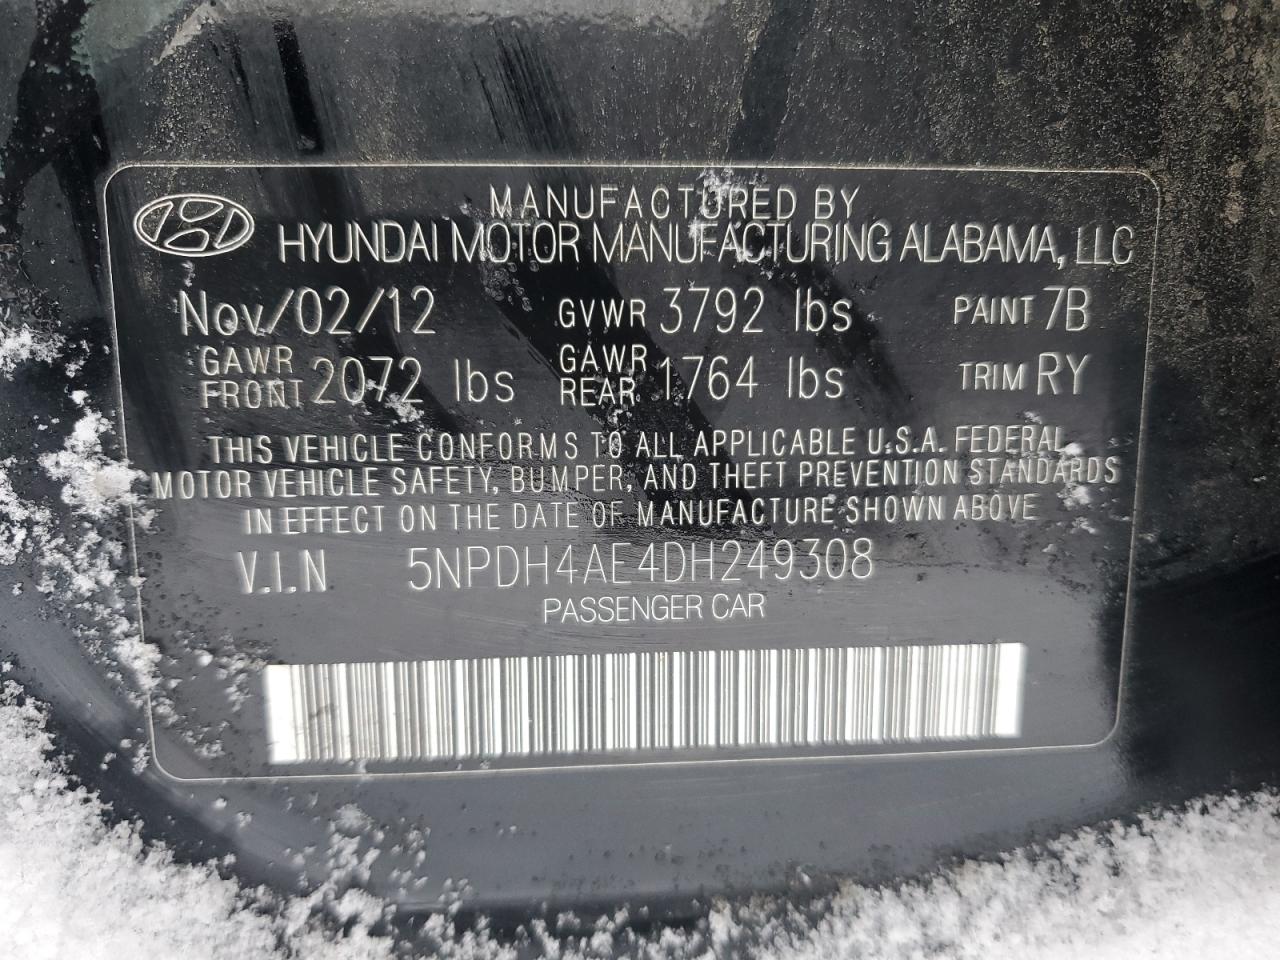 MANUFACTURED BY
HYUNDAI MOTOR MANUFACTURING ALABAMA, LLC
Nov/02/12 GVWR 3792 lbs PAINT 7B
GAWR FRONT 2072 lbs GAWR REAR 1764 lbs TRIM RY
THIS VEHICLE CONFORMS TO ALL APPLICABLE U.S.A. FEDERAL
MOTOR VEHICLE SAFETY, BUMPER, AND THEFT PREVENTION STANDARDS
IN EFFECT ON THE DATE OF MANUFACTURE SHOWN ABOVE
V.I.N 5NPDH4AE4DH249308
PASSENGER CAR